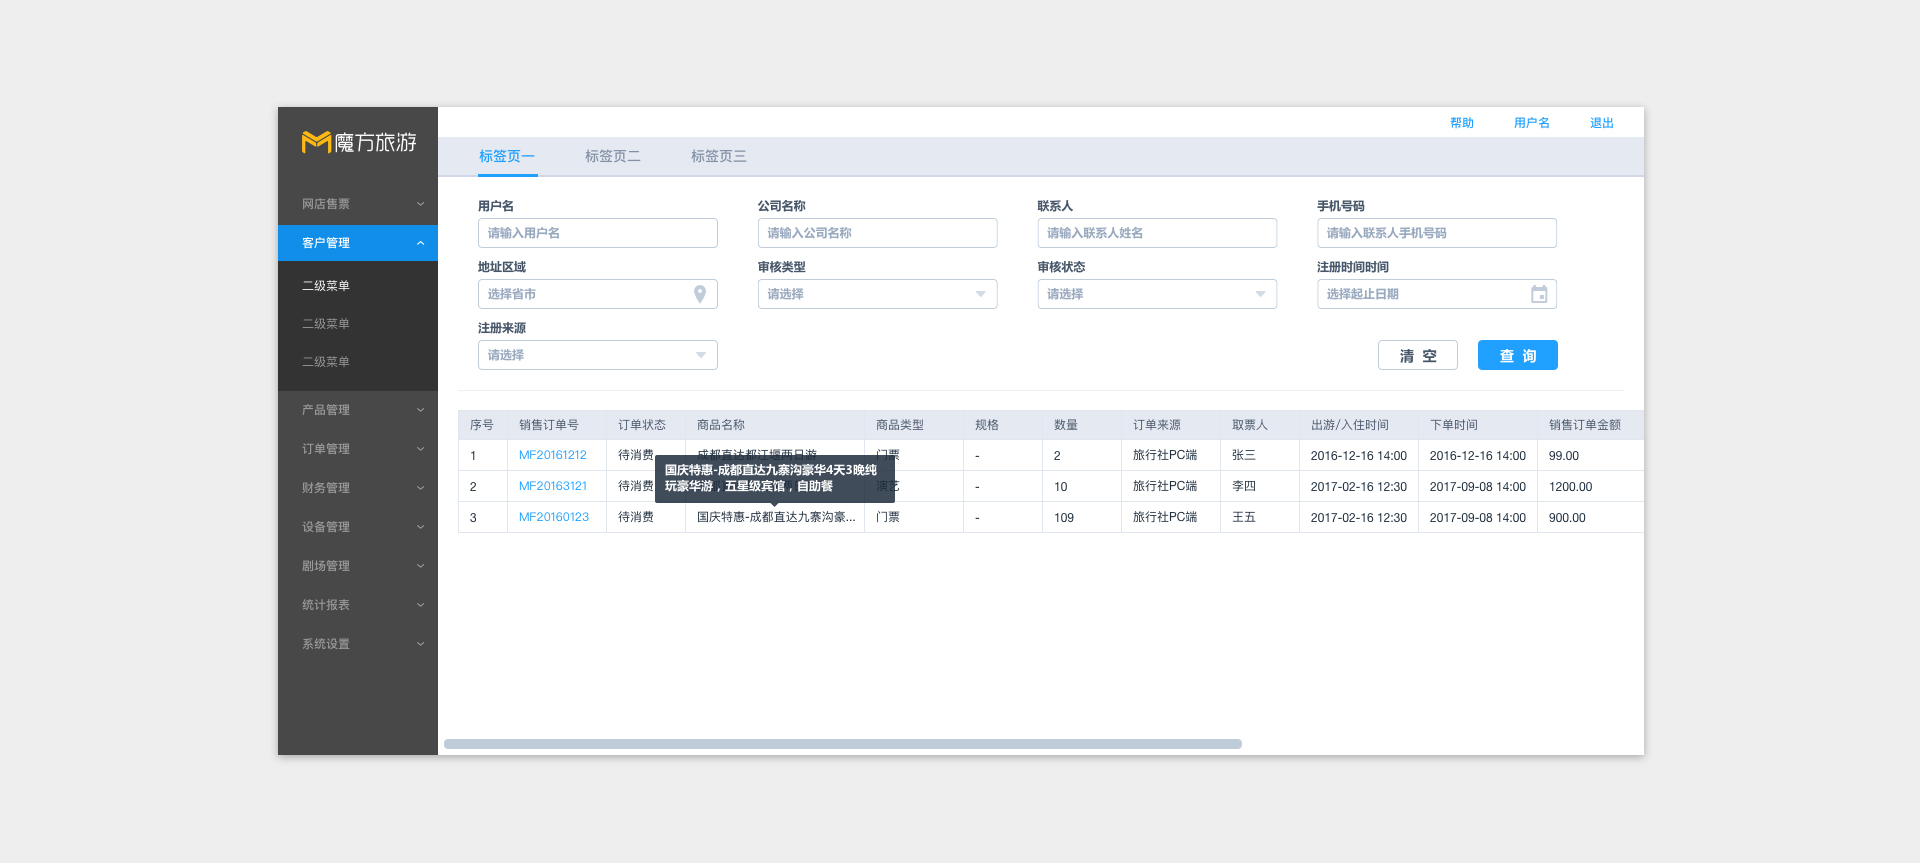 魔方旅游
帮助 用户名 退出
标签页一 标签页二 标签页三
网店售票
客户管理
二级菜单
二级菜单
二级菜单
产品管理
订单管理
财务管理
设备管理
剧场管理
统计报表
系统设置
用户名 公司名称 联系人 手机号码
请输入用户名 请输入公司名称 请输入联系人姓名 请输入联系人手机号码
地址区域 审核类型 审核状态 注册时间时间
选择省市 请选择 请选择 选择起止日期
注册来源
请选择 清 空 查 询
序号 销售订单号 订单状态 商品名称 商品类型 规格 数量 订单来源 取票人 出游/入住时间 下单时间 销售订单金额
1 MF20161212 待消费 成都直达都江堰两日游 门票 - 2 旅行社PC端 张三 2016-12-16 14:00 2016-12-16 14:00 99.00
国庆特惠-成都直达九寨沟豪华4天3晚纯
玩豪华游，五星级宾馆，自助餐
2 MF20163121 待消费 演艺 - 10 旅行社PC端 李四 2017-02-16 12:30 2017-09-08 14:00 1200.00
3 MF20160123 待消费 国庆特惠-成都直达九寨沟豪... 门票 - 109 旅行社PC端 王五 2017-02-16 12:30 2017-09-08 14:00 900.00